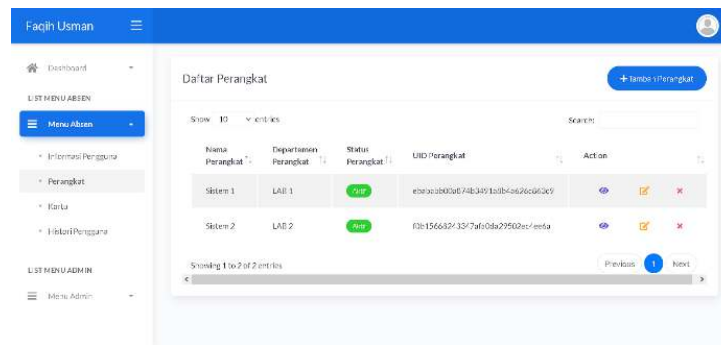 Faqih Usman
Dashboard
LIST MENU ABSEN
Menu Absen
Informasi Pengguna
Perangkat
Kartu
Histori Pengguna
LIST MENU ADMIN
Menu Admin
Daftar Perangkat
+ Tambah Perangkat
Show 10 entries
Search:
Nama Perangkat Departemen Perangkat Status Perangkat UID Perangkat Action
Sistem 1 LAB 1 Aktif
Sistem 2 LAB 2 Aktif
Showing 1 to 2 of 2 entries
Previous 1 Next